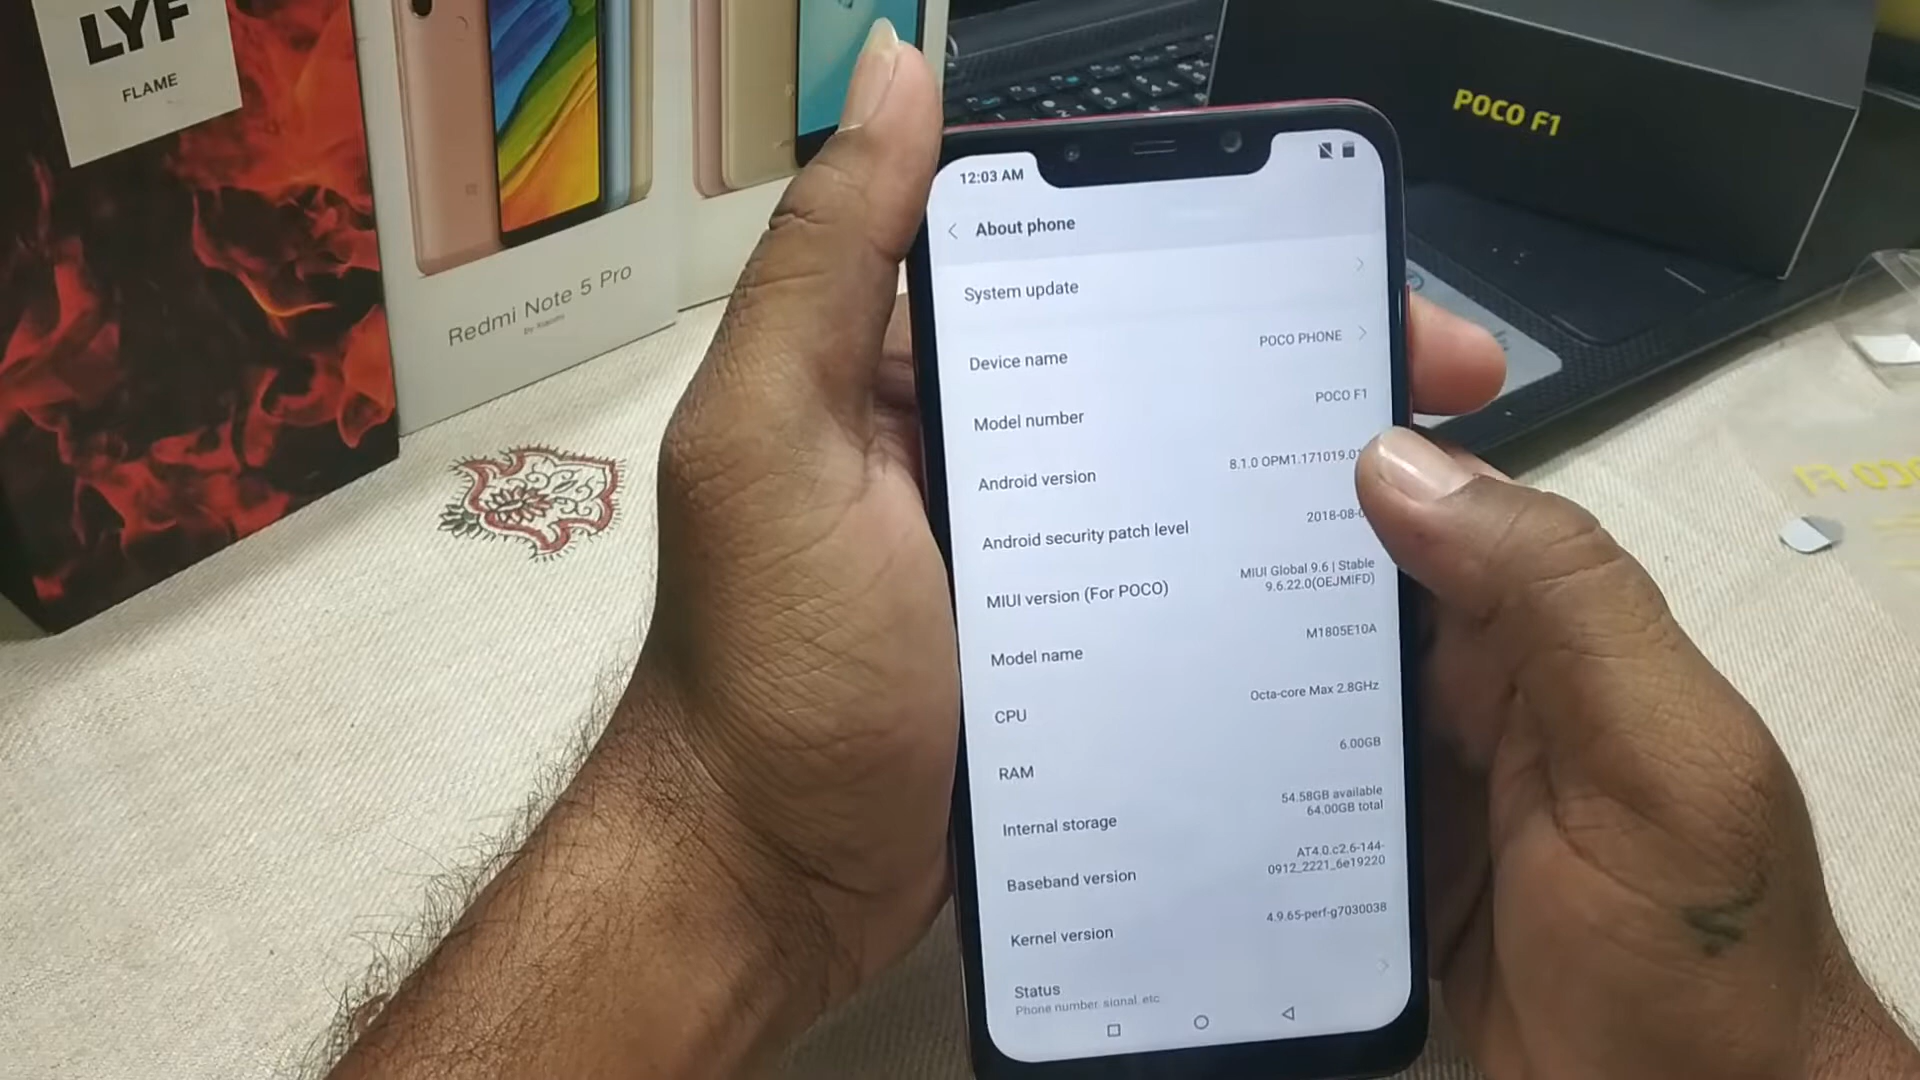 LYF
FLAME
Redmi Note 5 Pro
By Xiaomi
POCO F1
12:03 AM
About phone
System update
Device name
POCO PHONE
Model number
POCO F1
Android version
8.1.0 OPM1.171019.0
Android security patch level
2018-08-0
MIUI version (For POCO)
MIUI Global 9.6 | Stable
9.6.22.0(OEJMIFD)
Model name
M1805E10A
CPU
Octa-core Max 2.8GHz
RAM
6.00GB
Internal storage
54.58GB available
64.00GB total
Baseband version
AT4.0.c2.6-144-
0912_2221_6e19220
Kernel version
4.9.65-perf-g7030038
Status
Phone number, signal, etc.